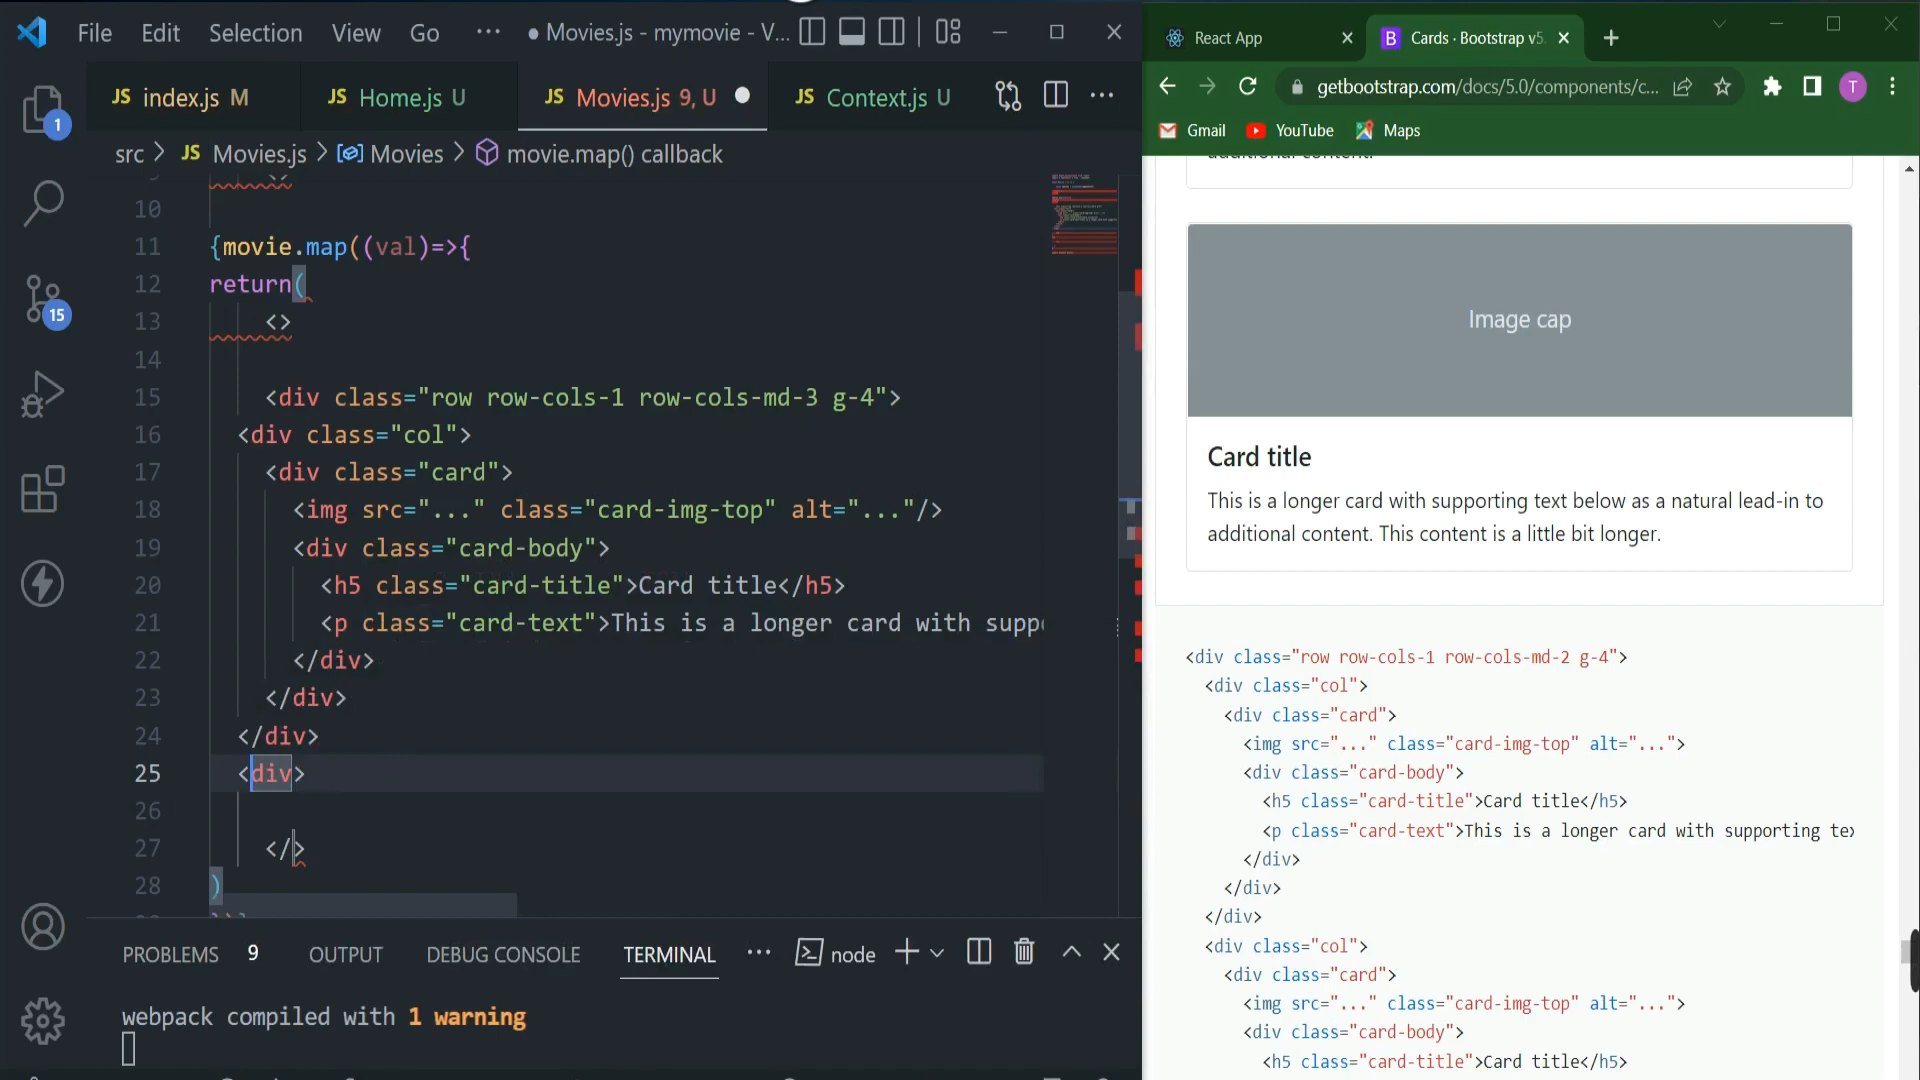 File Edit Selection View Go ··· ● Movies.js - mymovie - V...
JS index.js M JS Home.js U JS Movies.js 9, U ● JS Context.js U
src > JS Movies.js > Movies > movie.map() callback
10
11 {movie.map((val)=>{
12 return(
13 <>
14
15 <div class="row row-cols-1 row-cols-md-3 g-4">
16 <div class="col">
17 <div class="card">
18 <img src="..." class="card-img-top" alt="..."/>
19 <div class="card-body">
20 <h5 class="card-title">Card title</h5>
21 <p class="card-text">This is a longer card with supp
22 </div>
23 </div>
24 </div>
25 <div>
26
27 </>
28 )
1
15
PROBLEMS 9 OUTPUT DEBUG CONSOLE TERMINAL ··· node
webpack compiled with 1 warning
React App
B Cards · Bootstrap v5.
getbootstrap.com/docs/5.0/components/c...
T
Gmail YouTube Maps
additional content.
Image cap
Card title
This is a longer card with supporting text below as a natural lead-in to
additional content. This content is a little bit longer.
<div class="row row-cols-1 row-cols-md-2 g-4">
<div class="col">
<div class="card">
<img src="..." class="card-img-top" alt="...">
<div class="card-body">
<h5 class="card-title">Card title</h5>
<p class="card-text">This is a longer card with supporting tex
</div>
</div>
</div>
<div class="col">
<div class="card">
<img src="..." class="card-img-top" alt="...">
<div class="card-body">
<h5 class="card-title">Card title</h5>